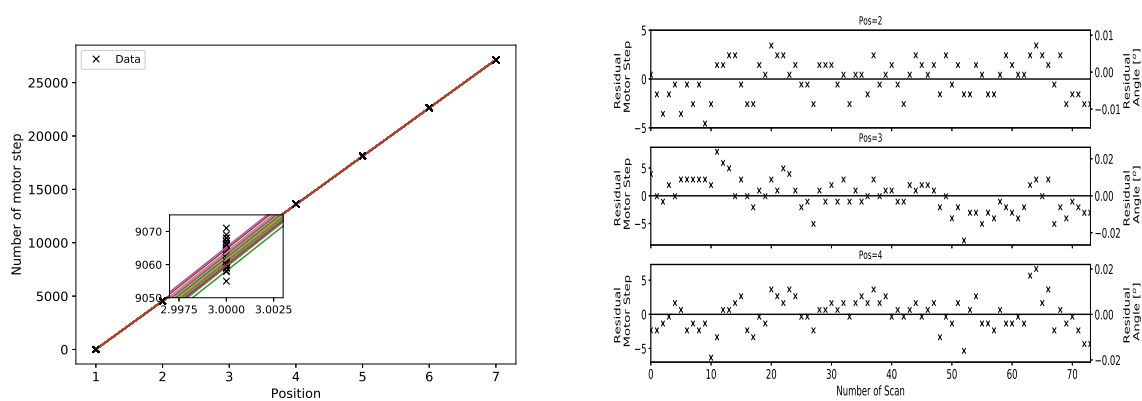 Data
Number of motor step
25000
20000
15000
10000
5000
0
9070
9060
9050
2.9975 3.0000 3.0025
1 2 3 4 5 6 7
Position
Pos=2
Residual
Motor Step
5
0
−5
0.01
0.00
−0.01
Residual
Angle [°]
Pos=3
Residual
Motor Step
5
0
−5
0.02
0.00
−0.02
Residual
Angle [°]
Pos=4
Residual
Motor Step
5
0
−5
0.02
0.00
−0.02
Residual
Angle [°]
0 10 20 30 40 50 60 70
Number of Scan